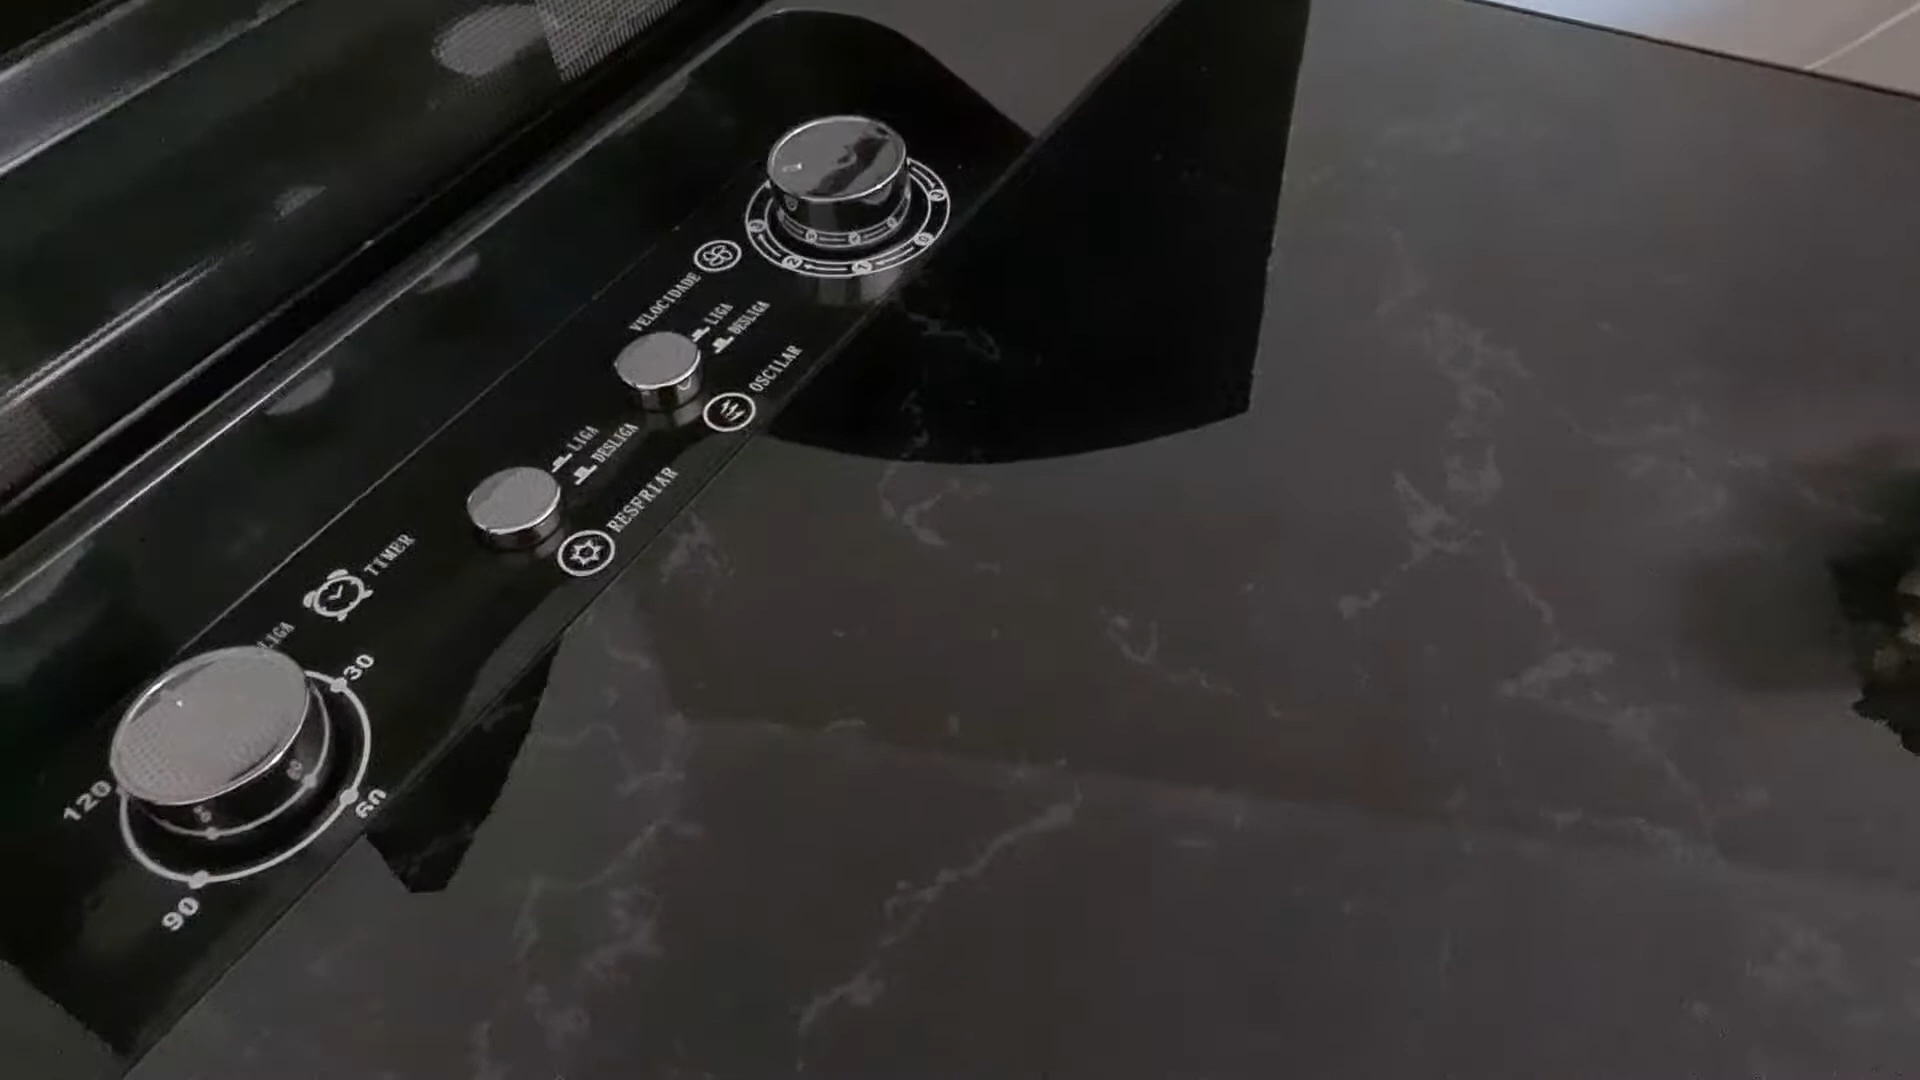 VELOCIDADE
LIGA
DESLIGA
OSCILAR
LIGA
DESLIGA
RESFRIAR
TIMER
LIGA
30
60
90
120